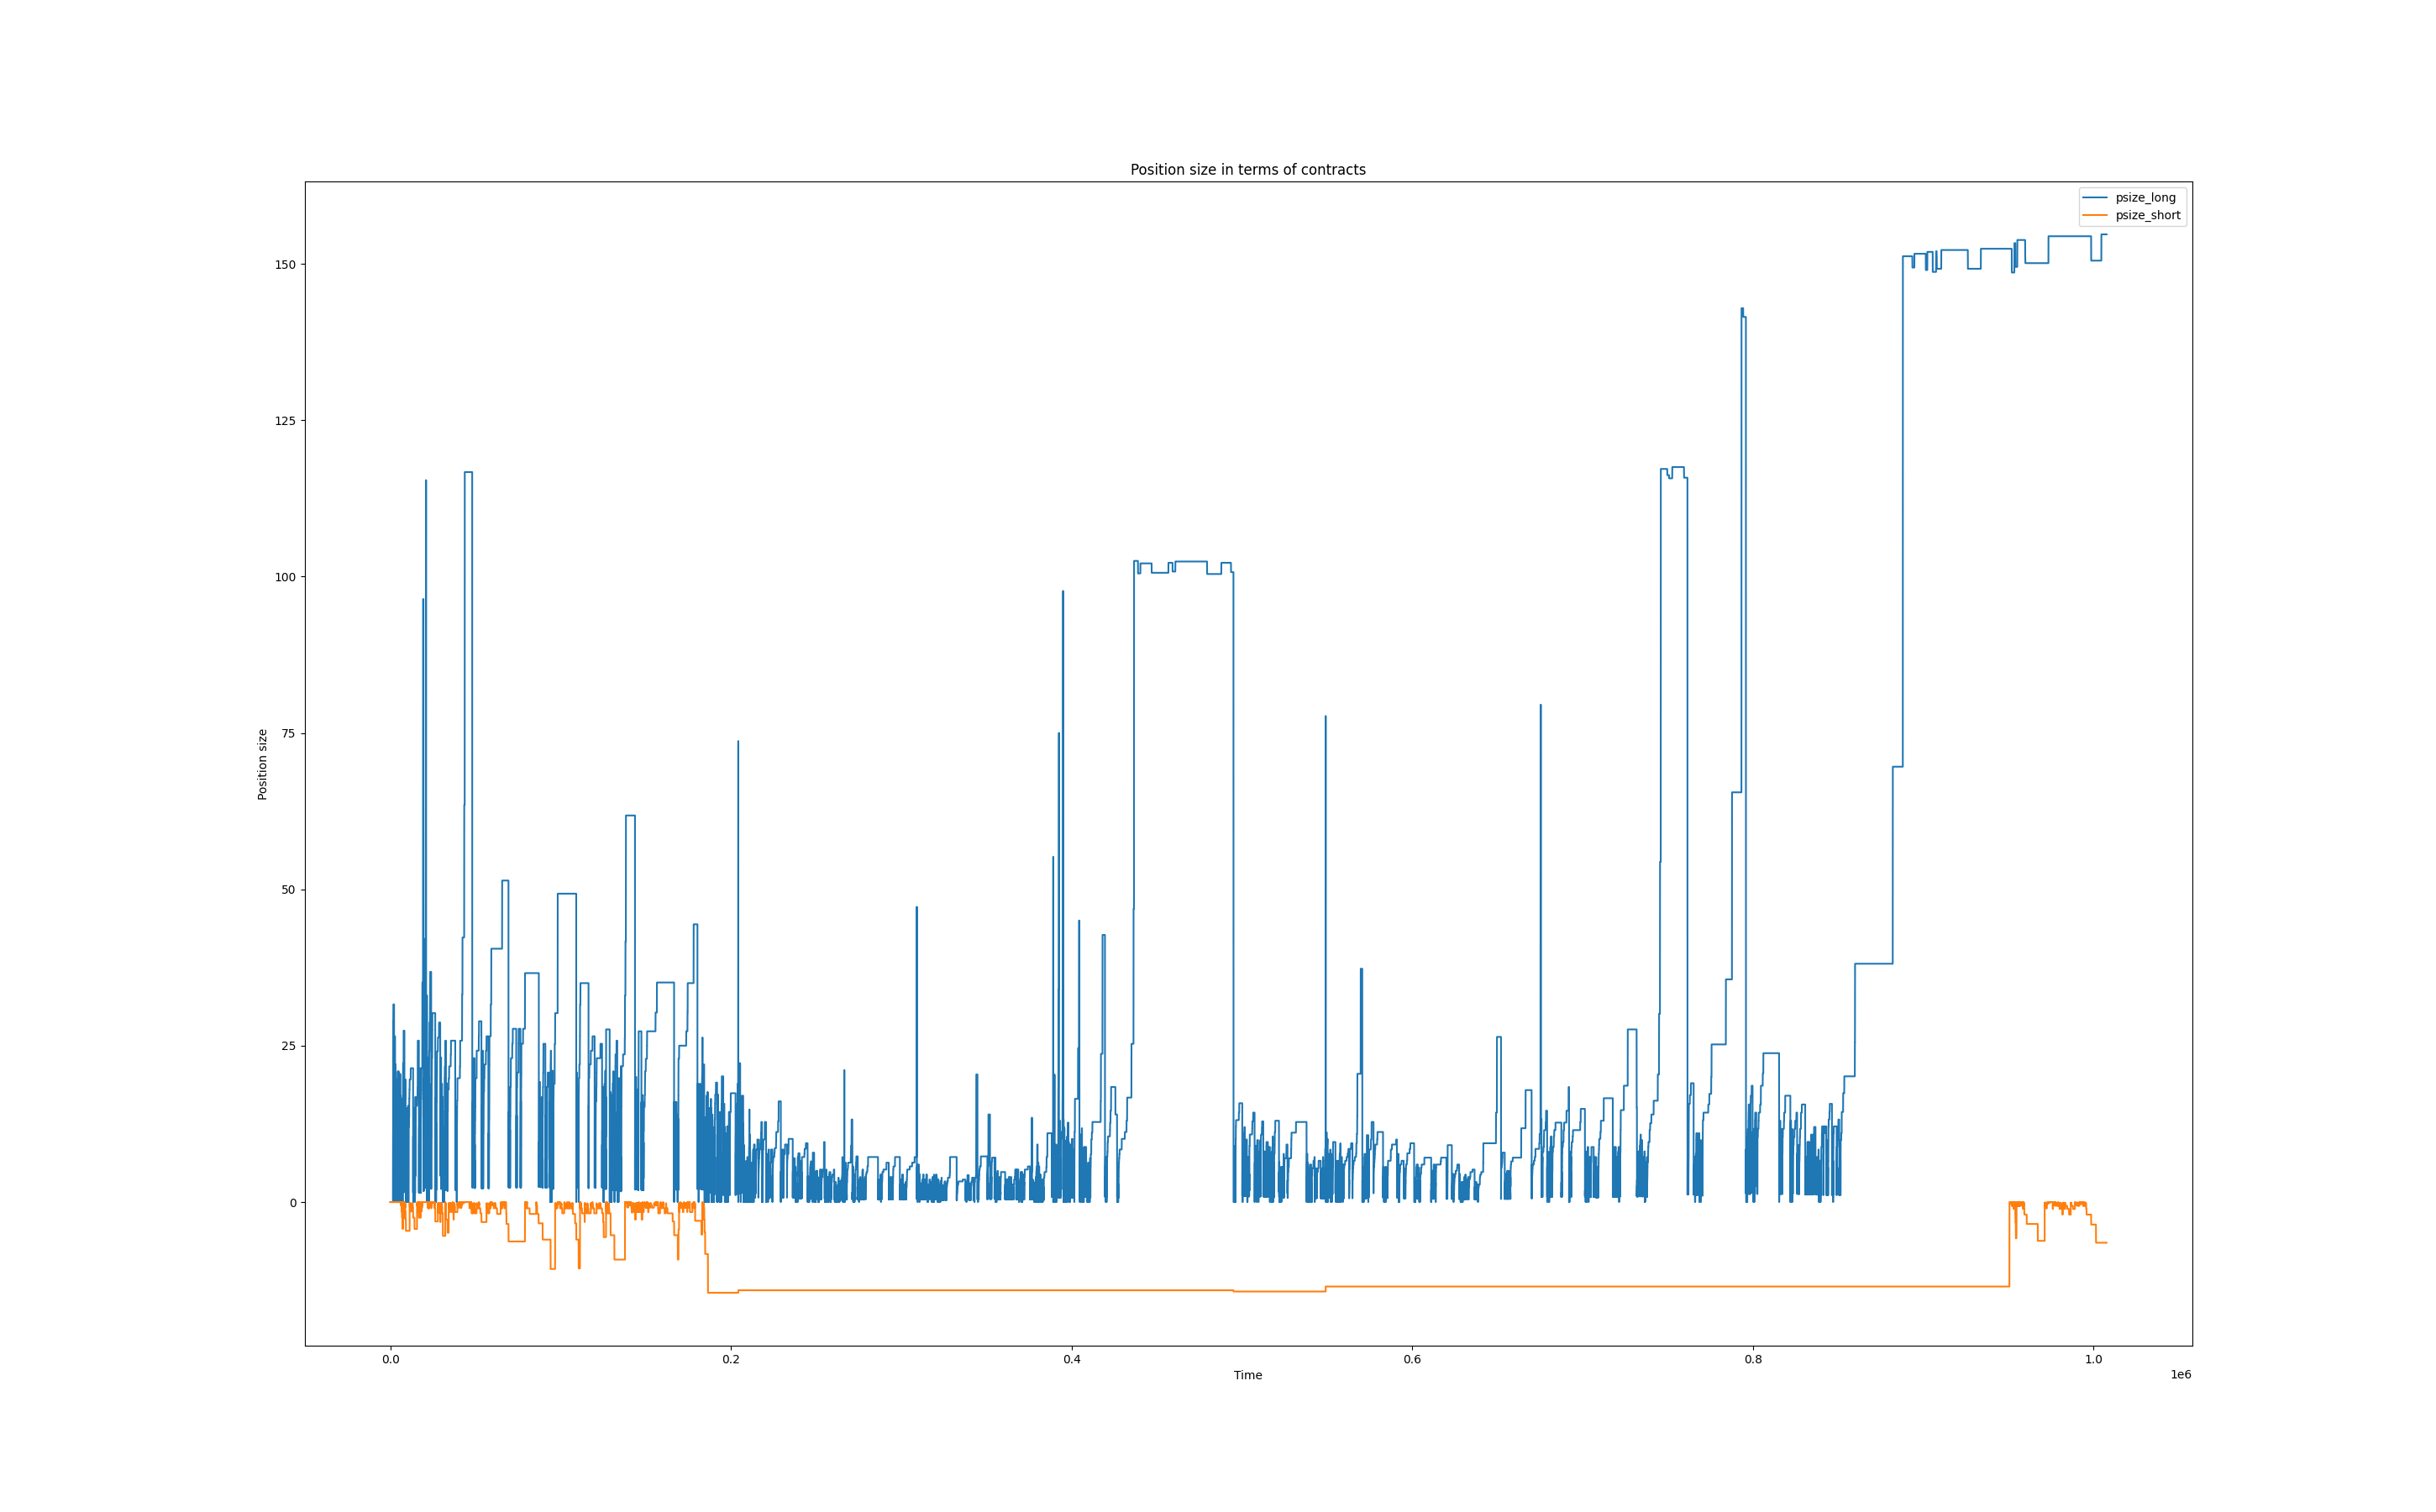 Position size in terms of contracts
psize_long
psize_short
Position size
150
125
100
75
50
25
0
0.0 0.2 0.4 0.6 0.8 1.0
Time
1e6